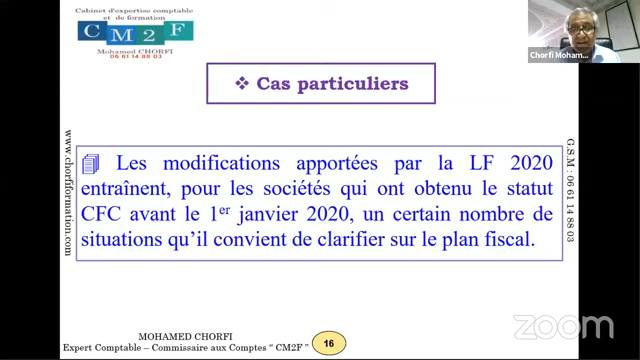 Cabinet d'expertise comptable
et de formation
C M 2 F
Mohamed CHORFI
06 61 14 88 03
Chorfi Moham...
❖ Cas particuliers
www.chorfiformation.com
Les modifications apportées par la LF 2020
entraînent, pour les sociétés qui ont obtenu le statut
CFC avant le 1er janvier 2020, un certain nombre de
situations qu'il convient de clarifier sur le plan fiscal.
G.S.M : 06 61 14 88 03
MOHAMED CHORFI
Expert Comptable – Commissaire aux Comptes " CM2F "
16
zoom